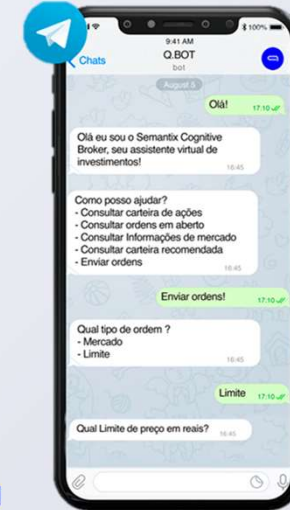 9:41 AM
100%
Chats
Q.BOT
bot
August 5
Olá!
17:10
Olá eu sou o Semantix Cognitive
Broker, seu assistente virtual de
investimentos!
16:45
Como posso ajudar?
- Consultar carteira de ações
- Consultar ordens em aberto
- Consultar Informações de mercado
- Consultar carteira recomendada
- Enviar ordens
16:45
Enviar ordens!
17:10
Qual tipo de ordem ?
- Mercado
- Limite
16:45
Limite
17:10
Qual Limite de preço em reais?
16:45